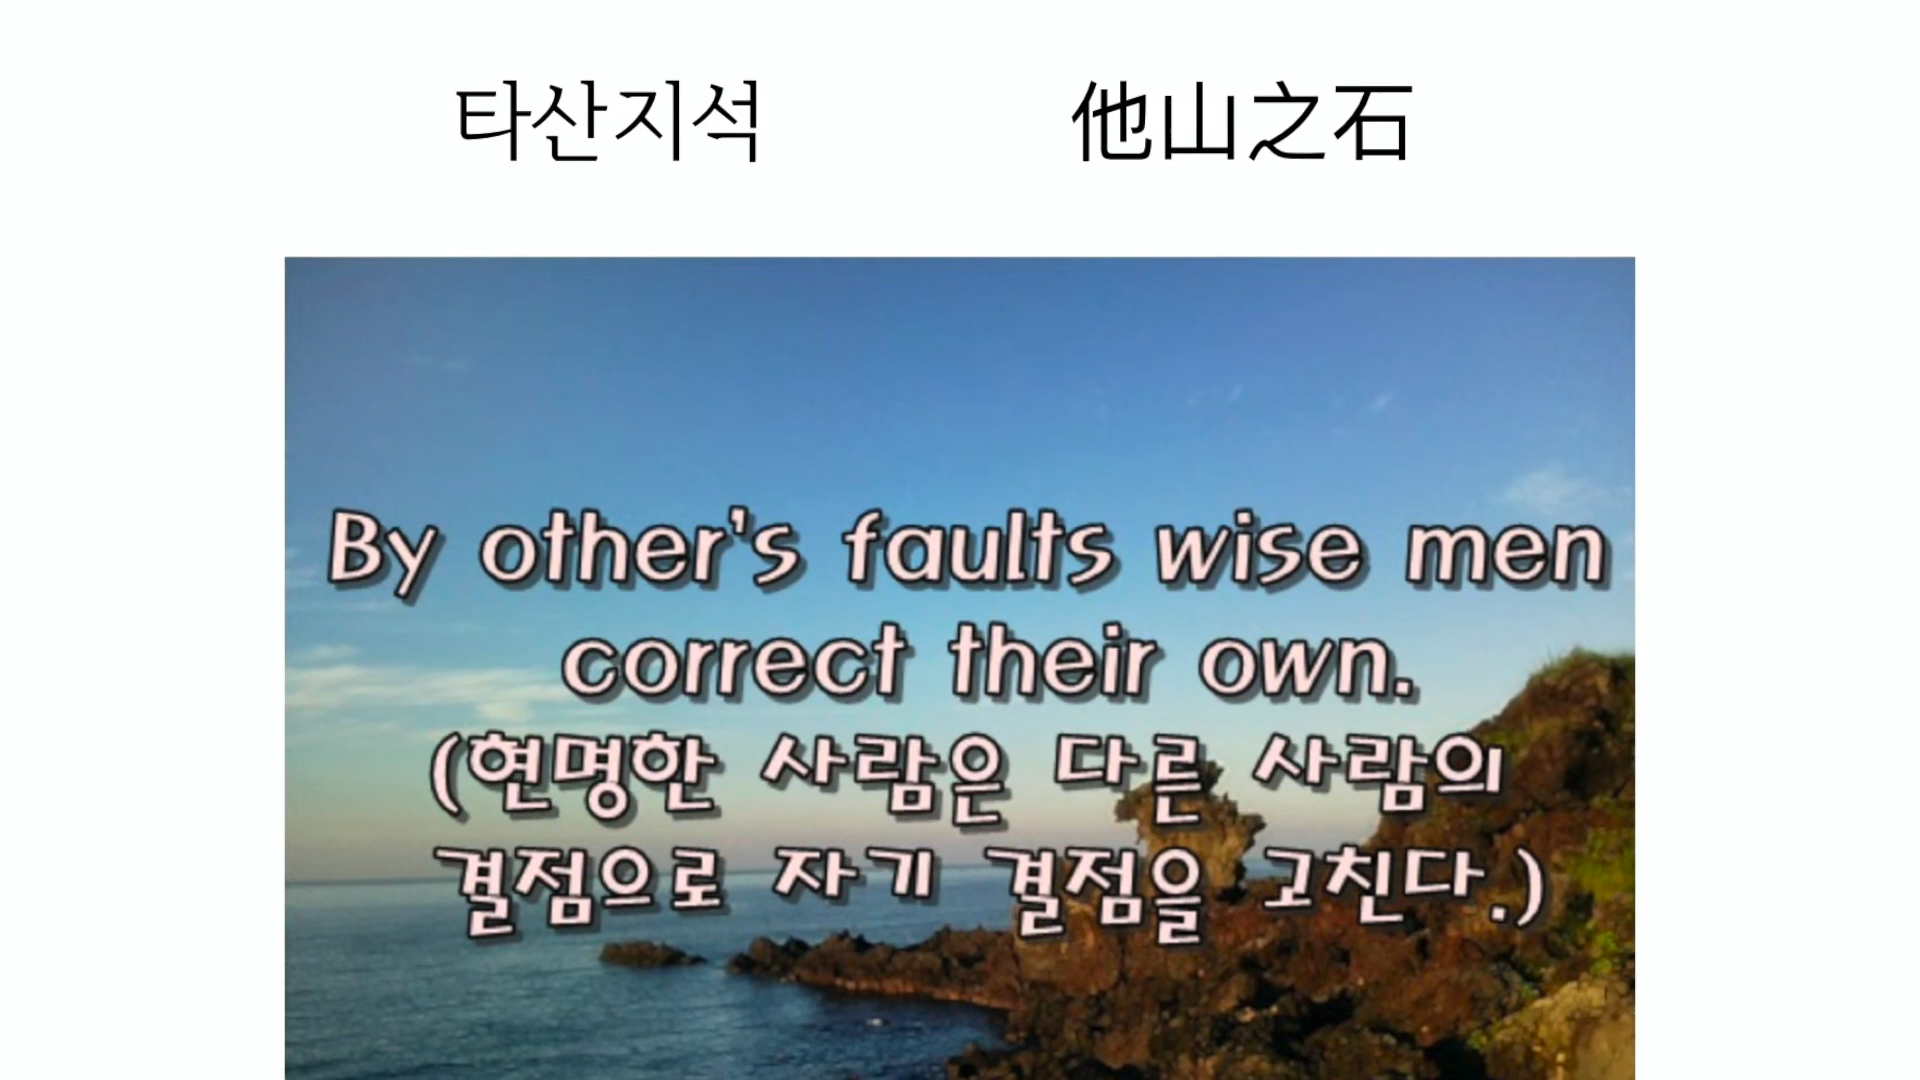 타산지석 他山之石
By other's faults wise men
correct their own.
(현명한 사람은 다른 사람의
결점으로 자기 결점을 고친다.)